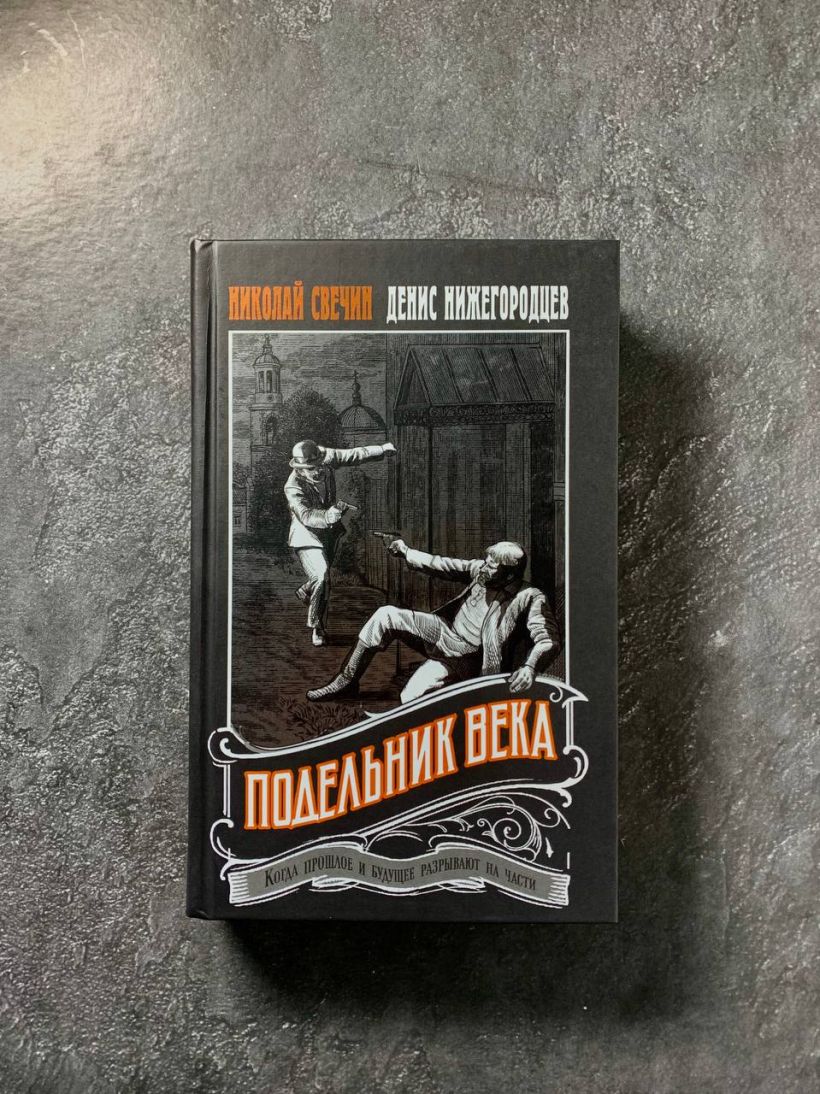 Николай Свечин Денис Нижегородцев
Подельник века
Когда прошлое и будущее разрывают на части